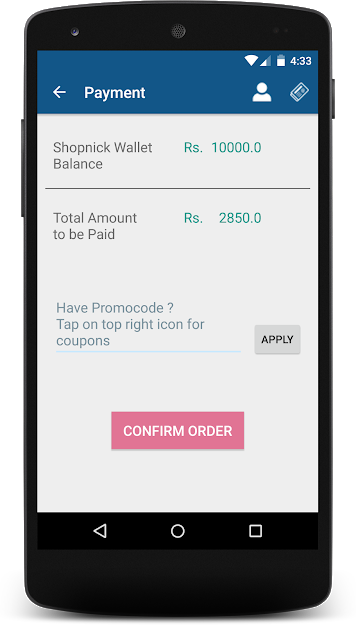 4:33
Payment
Shopnick Wallet Rs. 10000.0
Balance
Total Amount Rs. 2850.0
to be Paid
Have Promocode ?
Tap on top right icon for
coupons
APPLY
CONFIRM ORDER